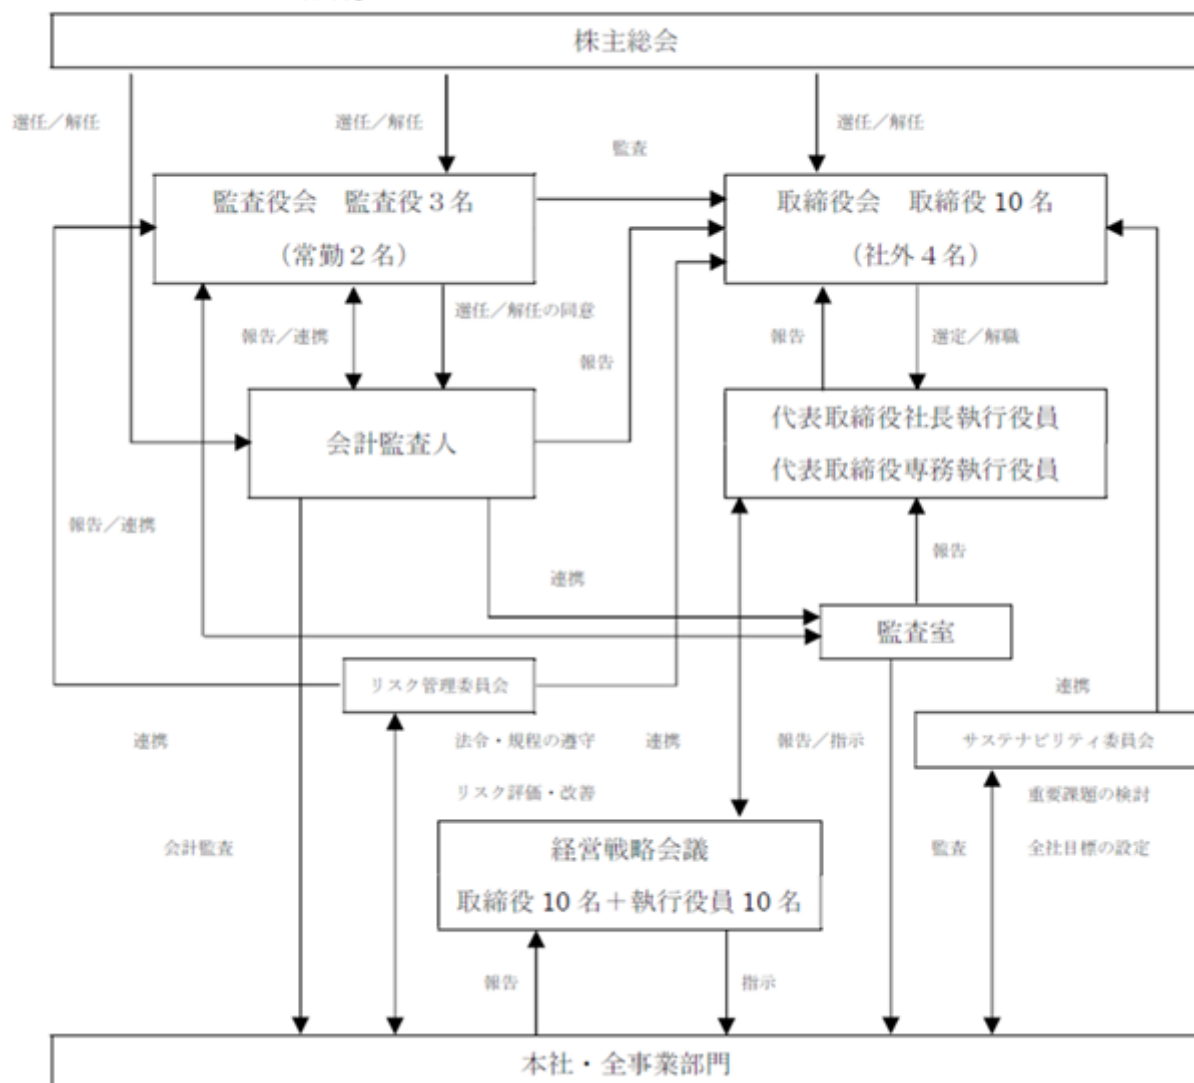 株主総会
選任／解任
選任／解任
選任／解任
監査
監査役会　監査役３名
（常勤２名）
取締役会　取締役 10 名
（社外４名）
選任／解任の同意
報告／連携
報告
報告
選定／解職
会計監査人
代表取締役社長執行役員
代表取締役専務執行役員
報告／連携
連携
報告
監査室
リスク管理委員会
連携
連携
法令・規程の遵守
連携
報告／指示
サステナビリティ委員会
リスク評価・改善
重要課題の検討
会計監査
経営戦略会議
取締役 10 名＋執行役員 10 名
監査
全社目標の設定
報告
指示
本社・全事業部門